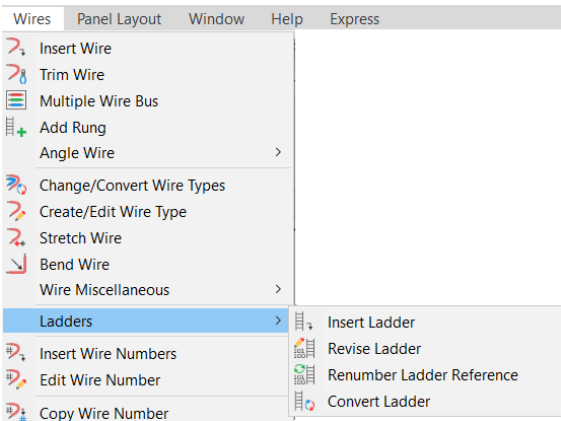 Wires Panel Layout Window Help Express
Insert Wire
Trim Wire
Multiple Wire Bus
Add Rung
Angle Wire
Change/Convert Wire Types
Create/Edit Wire Type
Stretch Wire
Bend Wire
Wire Miscellaneous
Ladders
Insert Ladder
Revise Ladder
Renumber Ladder Reference
Convert Ladder
Insert Wire Numbers
Edit Wire Number
Copy Wire Number